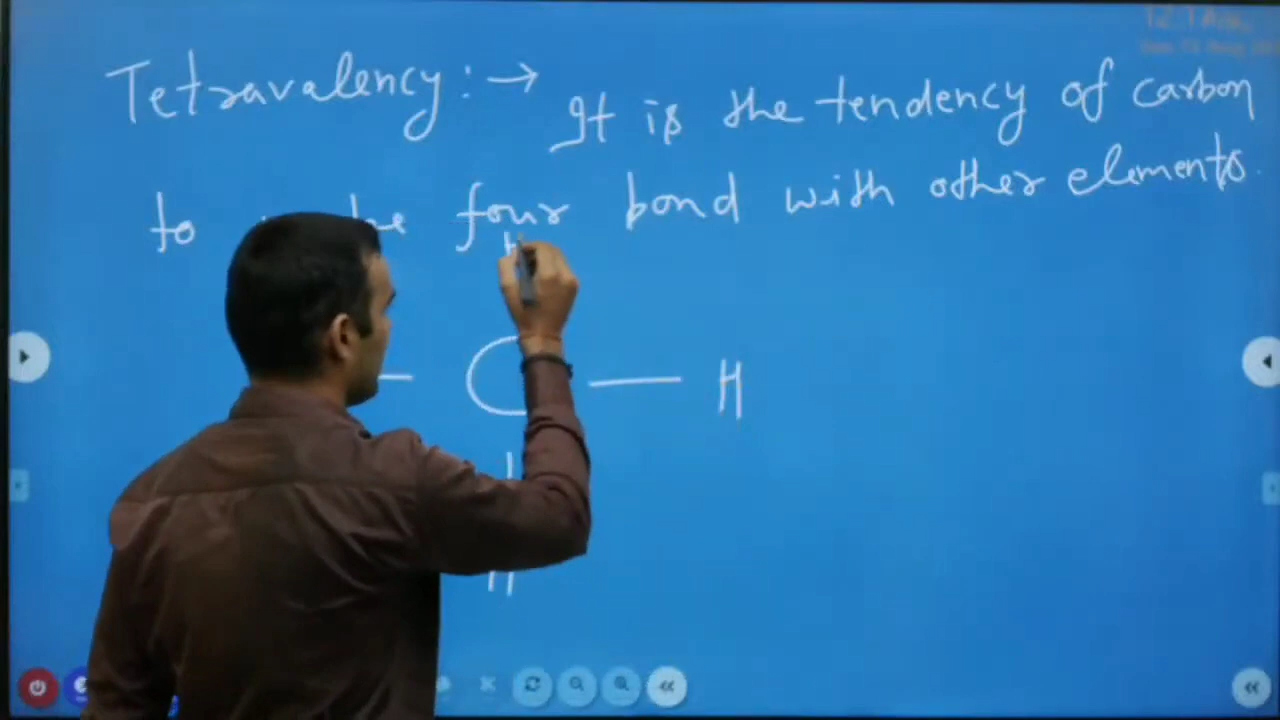 Tetravalency :→ It is the tendency of carbon
to four bond with other elements.
H
C — H
H